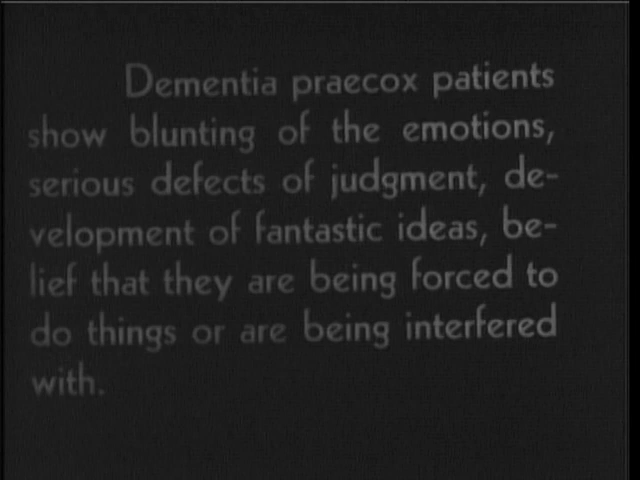 Dementia praecox patients
show blunting of the emotions,
serious defects of judgment, de-
velopment of fantastic ideas, be-
lief that they are being forced to
do things or are being interfered
with.